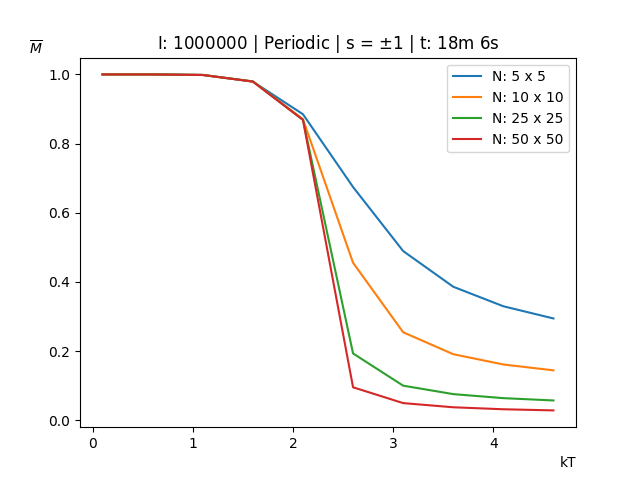 I: 1000000 | Periodic | s = ±1 | t: 18m 6s
M̅
1.0
0.8
0.6
0.4
0.2
0.0
N: 5 x 5
N: 10 x 10
N: 25 x 25
N: 50 x 50
0 1 2 3 4
kT